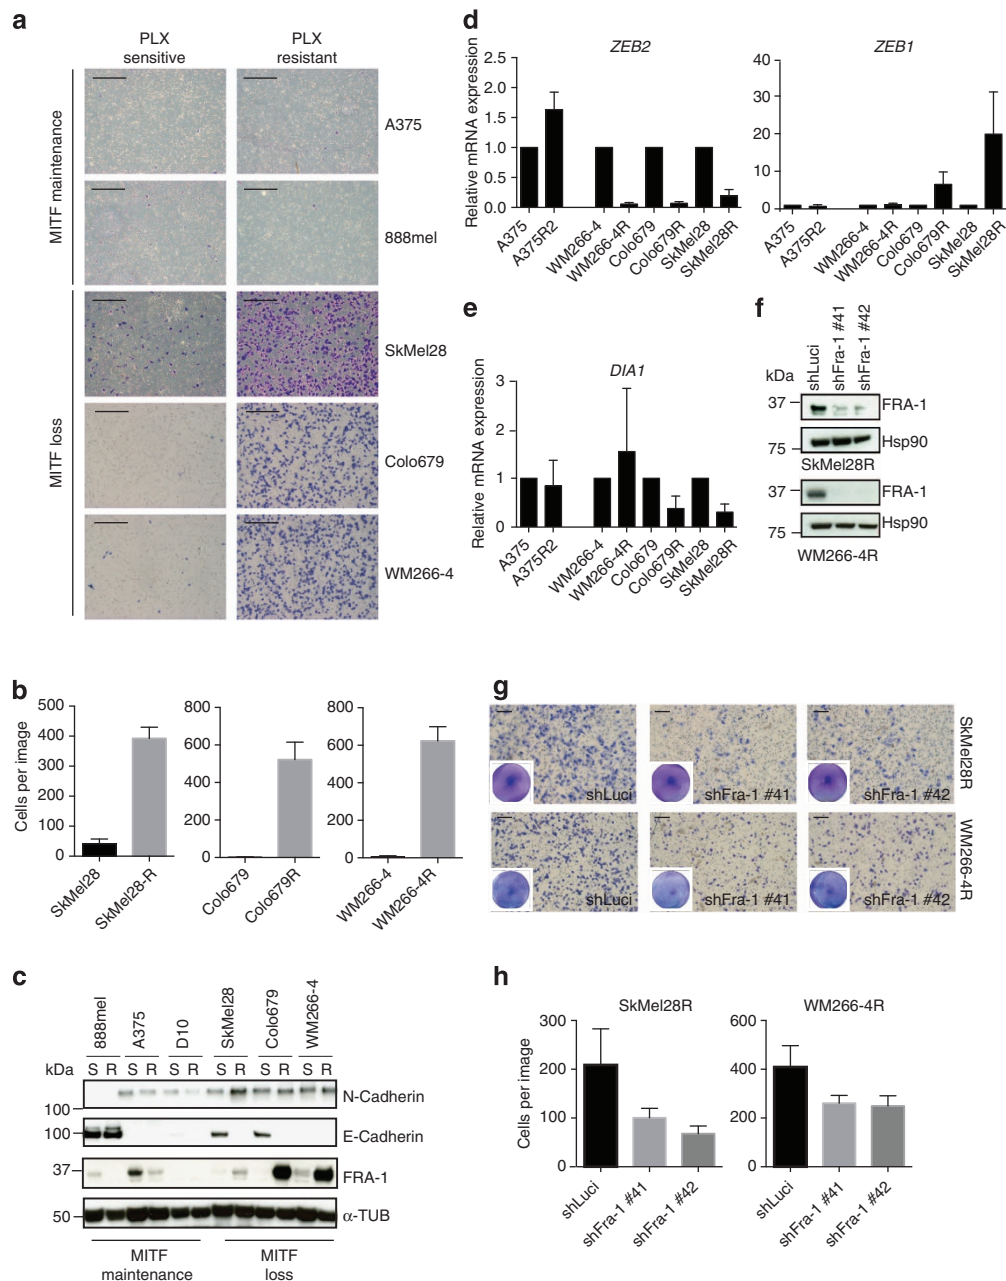 a
PLX sensitive
PLX resistant
MITF maintenance
MITF loss
A375
888mel
SkMel28
Colo679
WM266-4
b
Cells per image
500
400
300
200
100
0
SkMel28
SkMel28-R
800
600
400
200
0
Colo679
Colo679R
800
600
400
200
0
WM266-4
WM266-4R
c
888mel
A375
D10
SkMel28
Colo679
WM266-4
kDa
S R S R S R S R S R S R
100
N-Cadherin
100
E-Cadherin
37
FRA-1
50
α-TUB
MITF maintenance
MITF loss
d
ZEB2
Relative mRNA expression
2.5
2.0
1.5
1.0
0.5
0.0
A375
A375R2
WM266-4
WM266-4R
Colo679
Colo679R
SkMel28
SkMel28R
ZEB1
40
30
20
10
0
A375
A375R2
WM266-4
WM266-4R
Colo679
Colo679R
SkMel28
SkMel28R
e
DIA1
Relative mRNA expression
3
2
1
0
A375
A375R2
WM266-4
WM266-4R
Colo679
Colo679R
SkMel28
SkMel28R
f
shLuci
shFra-1 #41
shFra-1 #42
kDa
37
FRA-1
75
Hsp90
SkMel28R
37
FRA-1
75
Hsp90
WM266-4R
g
shLuci
shFra-1 #41
shFra-1 #42
SkMel28R
shLuci
shFra-1 #41
shFra-1 #42
WM266-4R
h
SkMel28R
Cells per image
300
200
100
0
shLuci
shFra-1 #41
shFra-1 #42
WM266-4R
600
400
200
0
shLuci
shFra-1 #41
shFra-1 #42